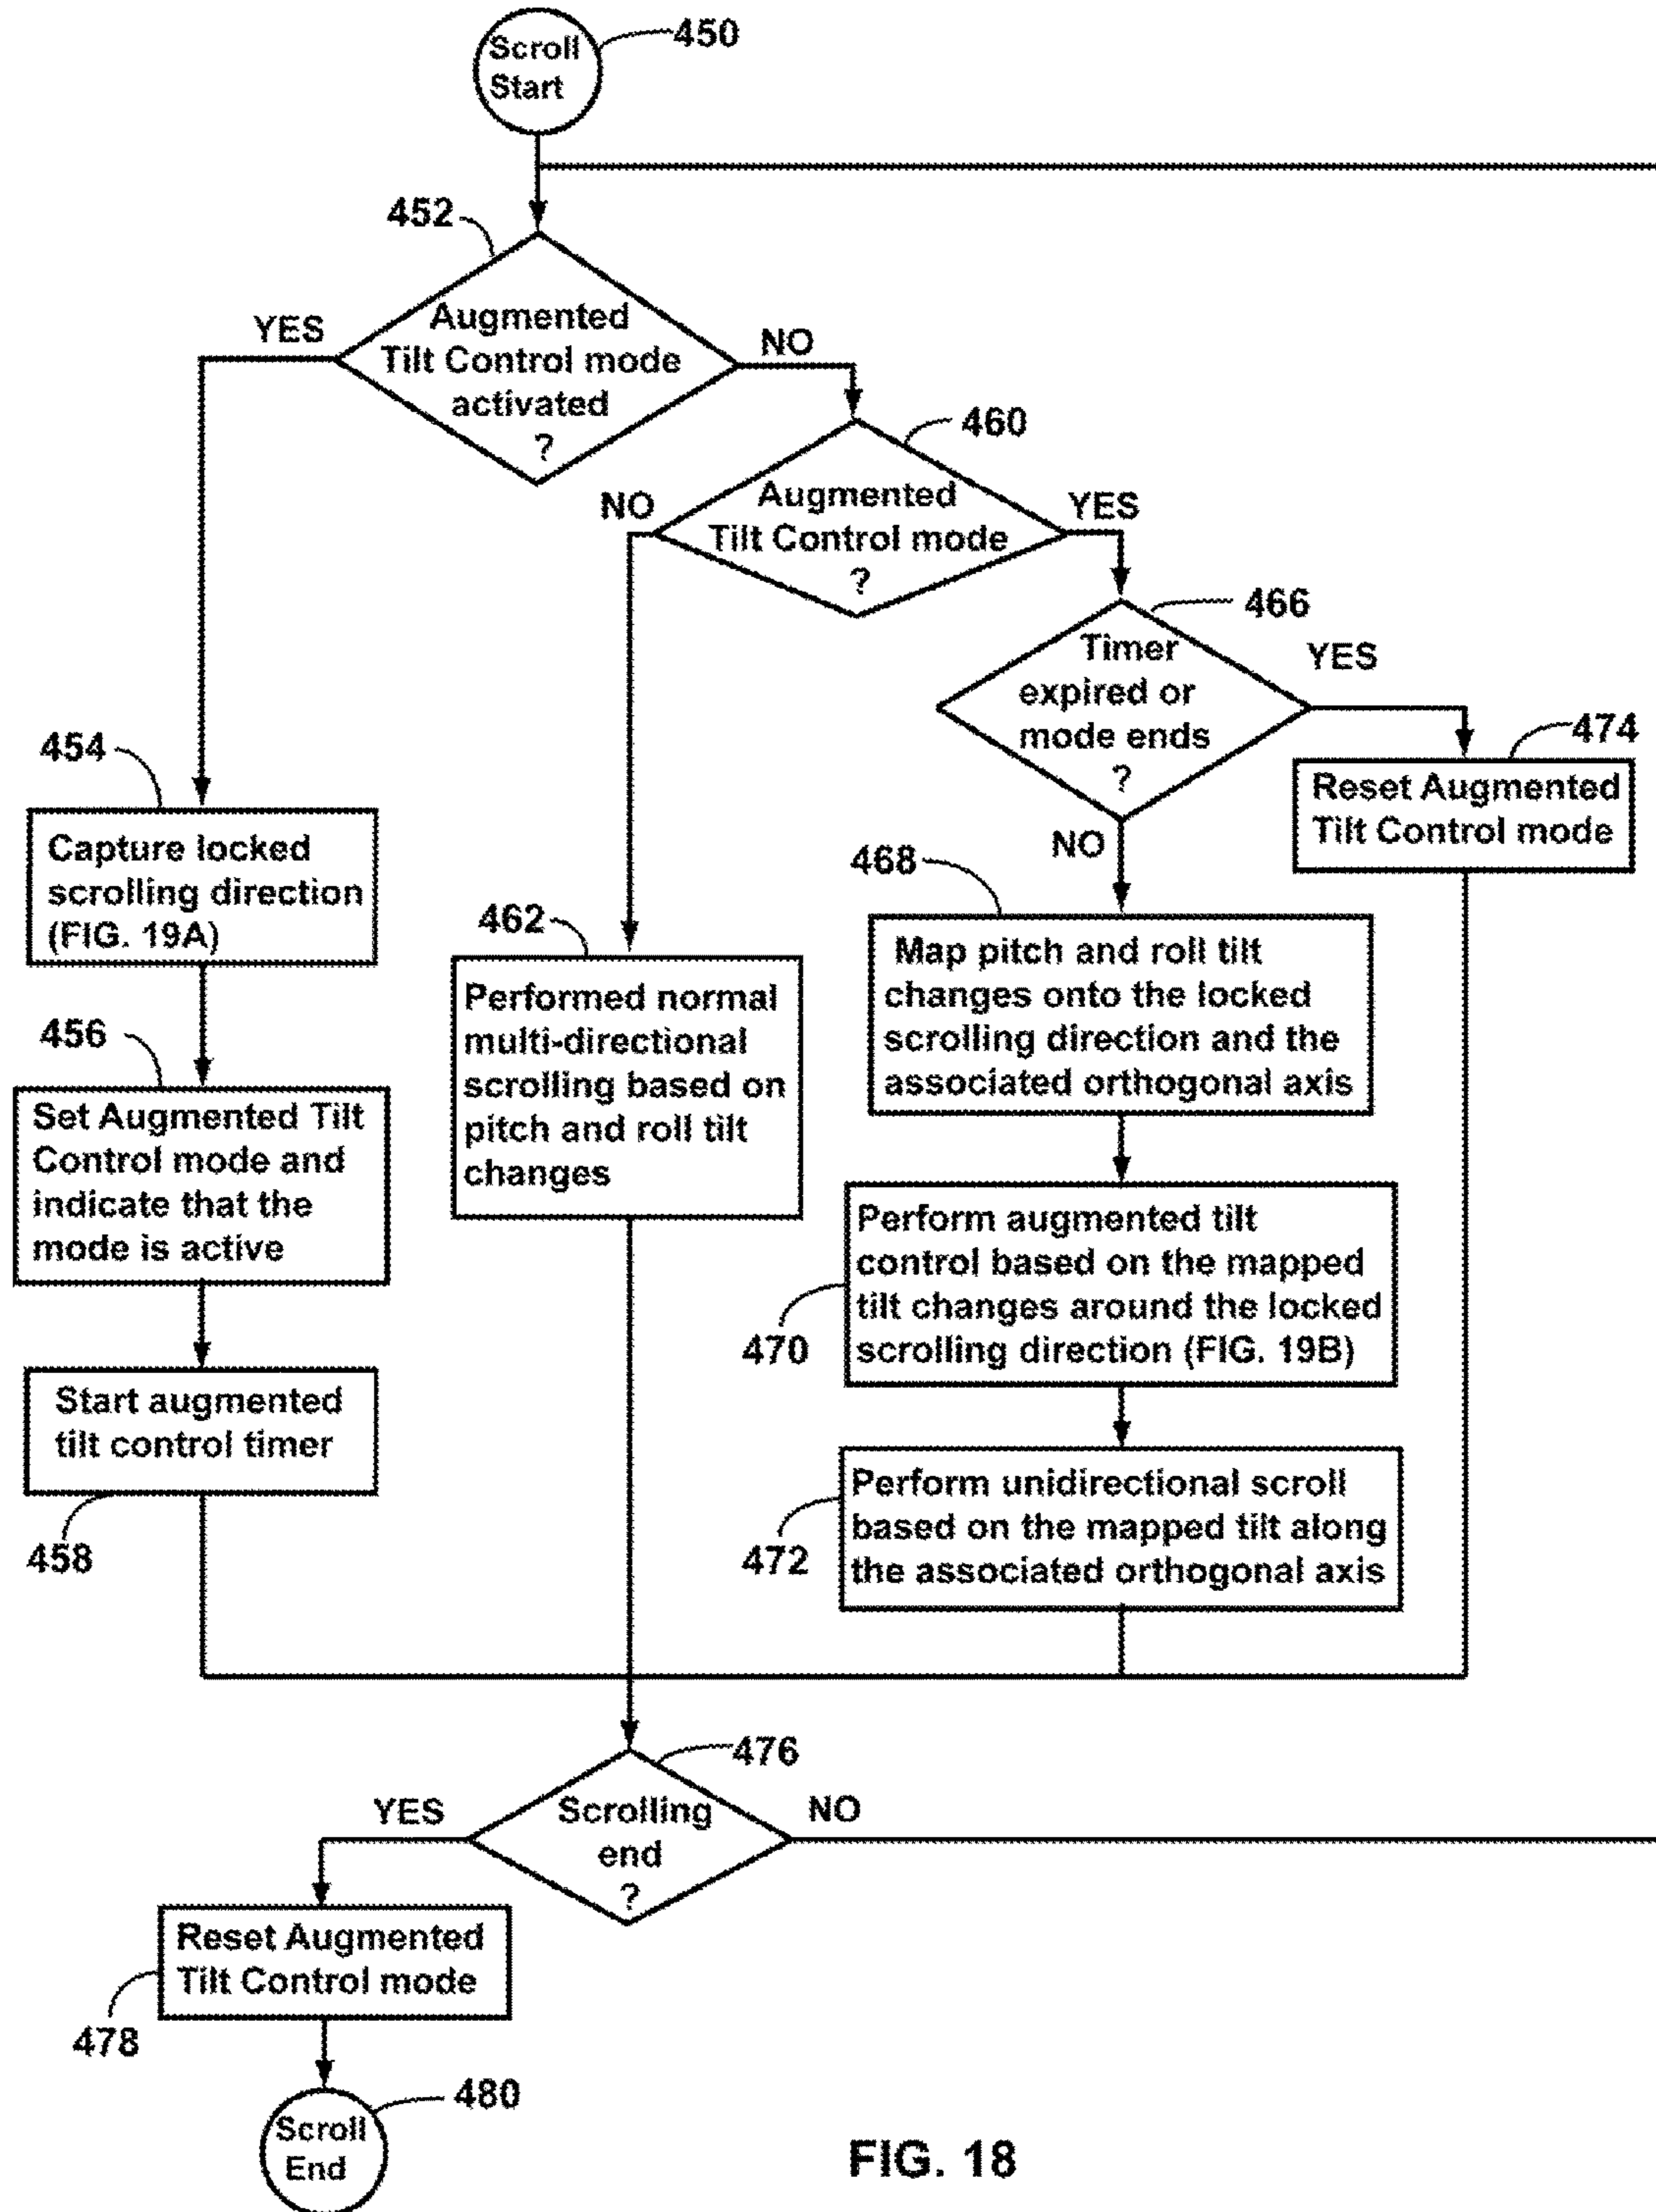 Scroll
Start
450
452
Augmented
Tilt Control mode
activated
?
YES
NO
460
Augmented
Tilt Control mode
?
NO
YES
466
Timer
expired or
mode ends
?
YES
NO
474
Reset Augmented
Tilt Control mode
454
Capture locked
scrolling direction
(FIG. 19A)
456
Set Augmented Tilt
Control mode and
indicate that the
mode is active
Start augmented
tilt control timer
458
462
Performed normal
multi-directional
scrolling based on
pitch and roll tilt
changes
468
Map pitch and roll tilt
changes onto the locked
scrolling direction and the
associated orthogonal axis
Perform augmented tilt
control based on the mapped
tilt changes around the locked
scrolling direction (FIG. 19B)
470
Perform unidirectional scroll
based on the mapped tilt along
the associated orthogonal axis
472
476
Scrolling
end
?
YES
NO
Reset Augmented
Tilt Control mode
478
480
Scroll
End
FIG. 18